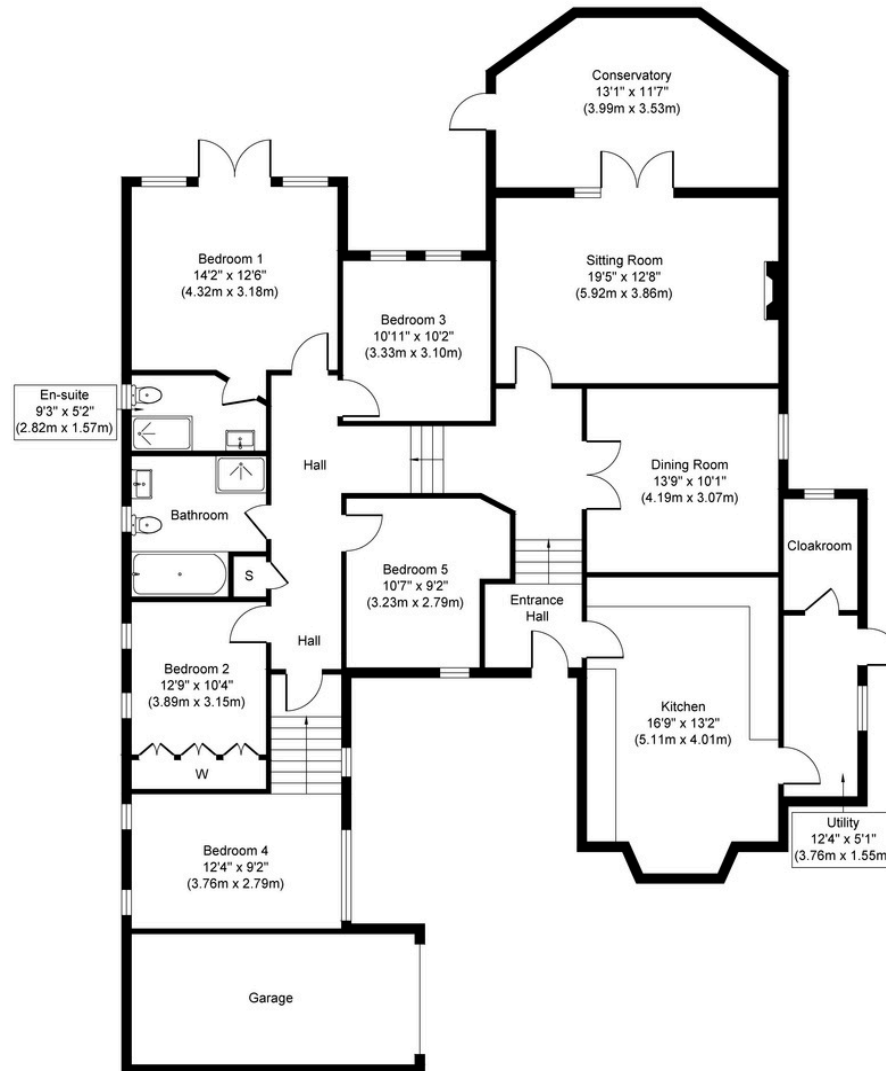 Conservatory
13'1" x 11'7"
(3.99m x 3.53m)
Bedroom 1
14'2" x 12'6"
(4.32m x 3.18m)
Sitting Room
19'5" x 12'8"
(5.92m x 3.86m)
Bedroom 3
10'11" x 10'2"
(3.33m x 3.10m)
En-suite
9'3" x 5'2"
(2.82m x 1.57m)
Hall
Dining Room
13'9" x 10'1"
(4.19m x 3.07m)
Bathroom
Cloakroom
S
Bedroom 5
10'7" x 9'2"
(3.23m x 2.79m)
Entrance
Hall
Hall
Bedroom 2
12'9" x 10'4"
(3.89m x 3.15m)
Kitchen
16'9" x 13'2"
(5.11m x 4.01m)
W
Utility
12'4" x 5'1"
(3.76m x 1.55m)
Bedroom 4
12'4" x 9'2"
(3.76m x 2.79m)
Garage